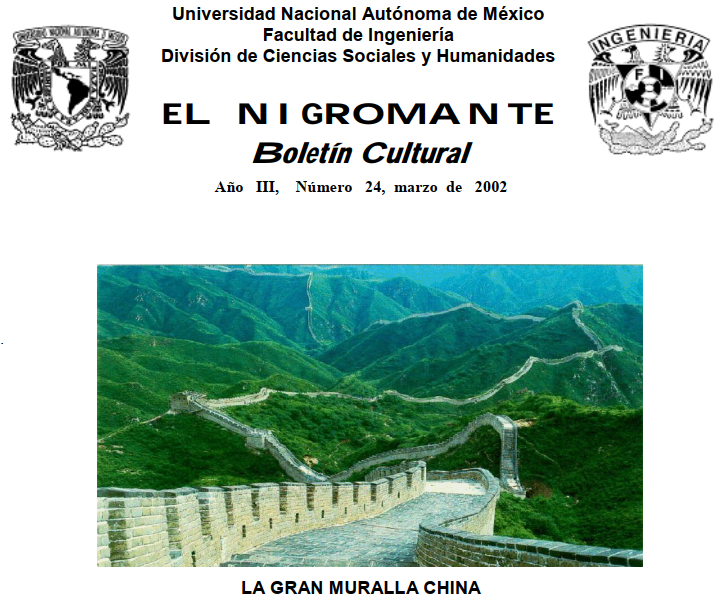 Universidad Nacional Autónoma de México
Facultad de Ingeniería
División de Ciencias Sociales y Humanidades
EL NIGROMANTE
Boletín Cultural
Año III, Número 24, marzo de 2002
INGENIERIA
F I
LA GRAN MURALLA CHINA